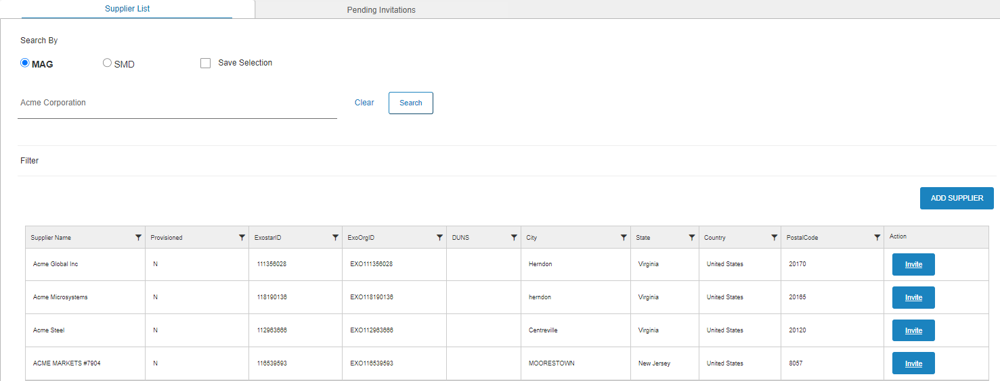 Supplier List Pending Invitations
Search By
MAG SMD Save Selection
Acme Corporation Clear Search
Filter
ADD SUPPLIER
Supplier Name Provisioned ExostarID ExoOrgID DUNS City State Country PostalCode Action
Acme Global Inc N 111356028 EXO111356028 Herndon Virginia United States 20170 Invite
Acme Microsystems N 118190136 EXO118190136 herndon Virginia United States 20165 Invite
Acme Steel N 112963666 EXO112963666 Centreville Virginia United States 20120 Invite
ACME MARKETS #7904 N 116539593 EXO116539593 MOORESTOWN New Jersey United States 8057 Invite